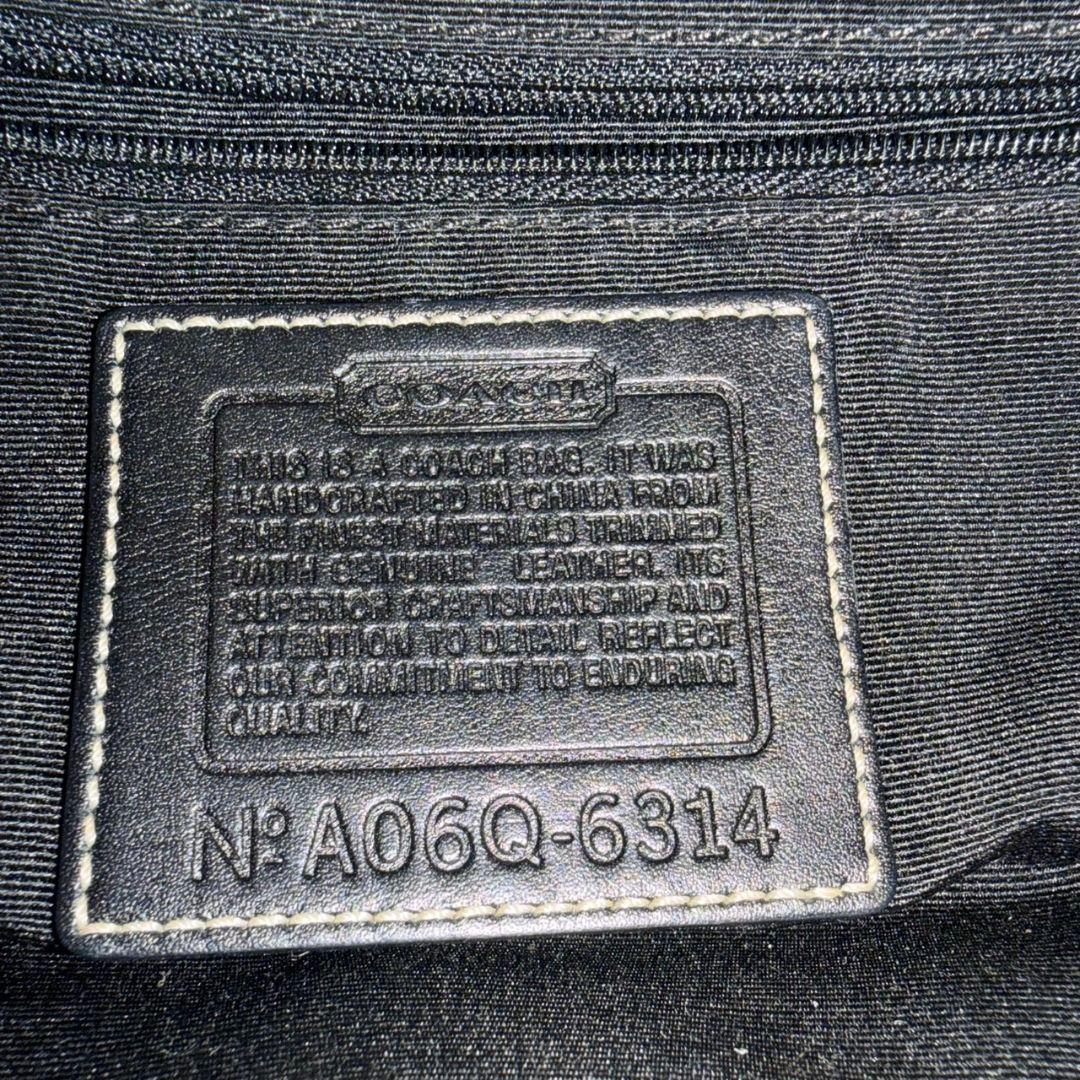 COACH
THIS IS A COACH BAG. IT WAS
HANDCRAFTED IN CHINA FROM
THE FINEST MATERIALS TRIMMED
WITH GENUINE LEATHER. ITS
SUPERIOR CRAFTSMANSHIP AND
ATTENTION TO DETAIL REFLECT
OUR COMMITMENT TO ENDURING
QUALITY.
Nº A06Q-6314